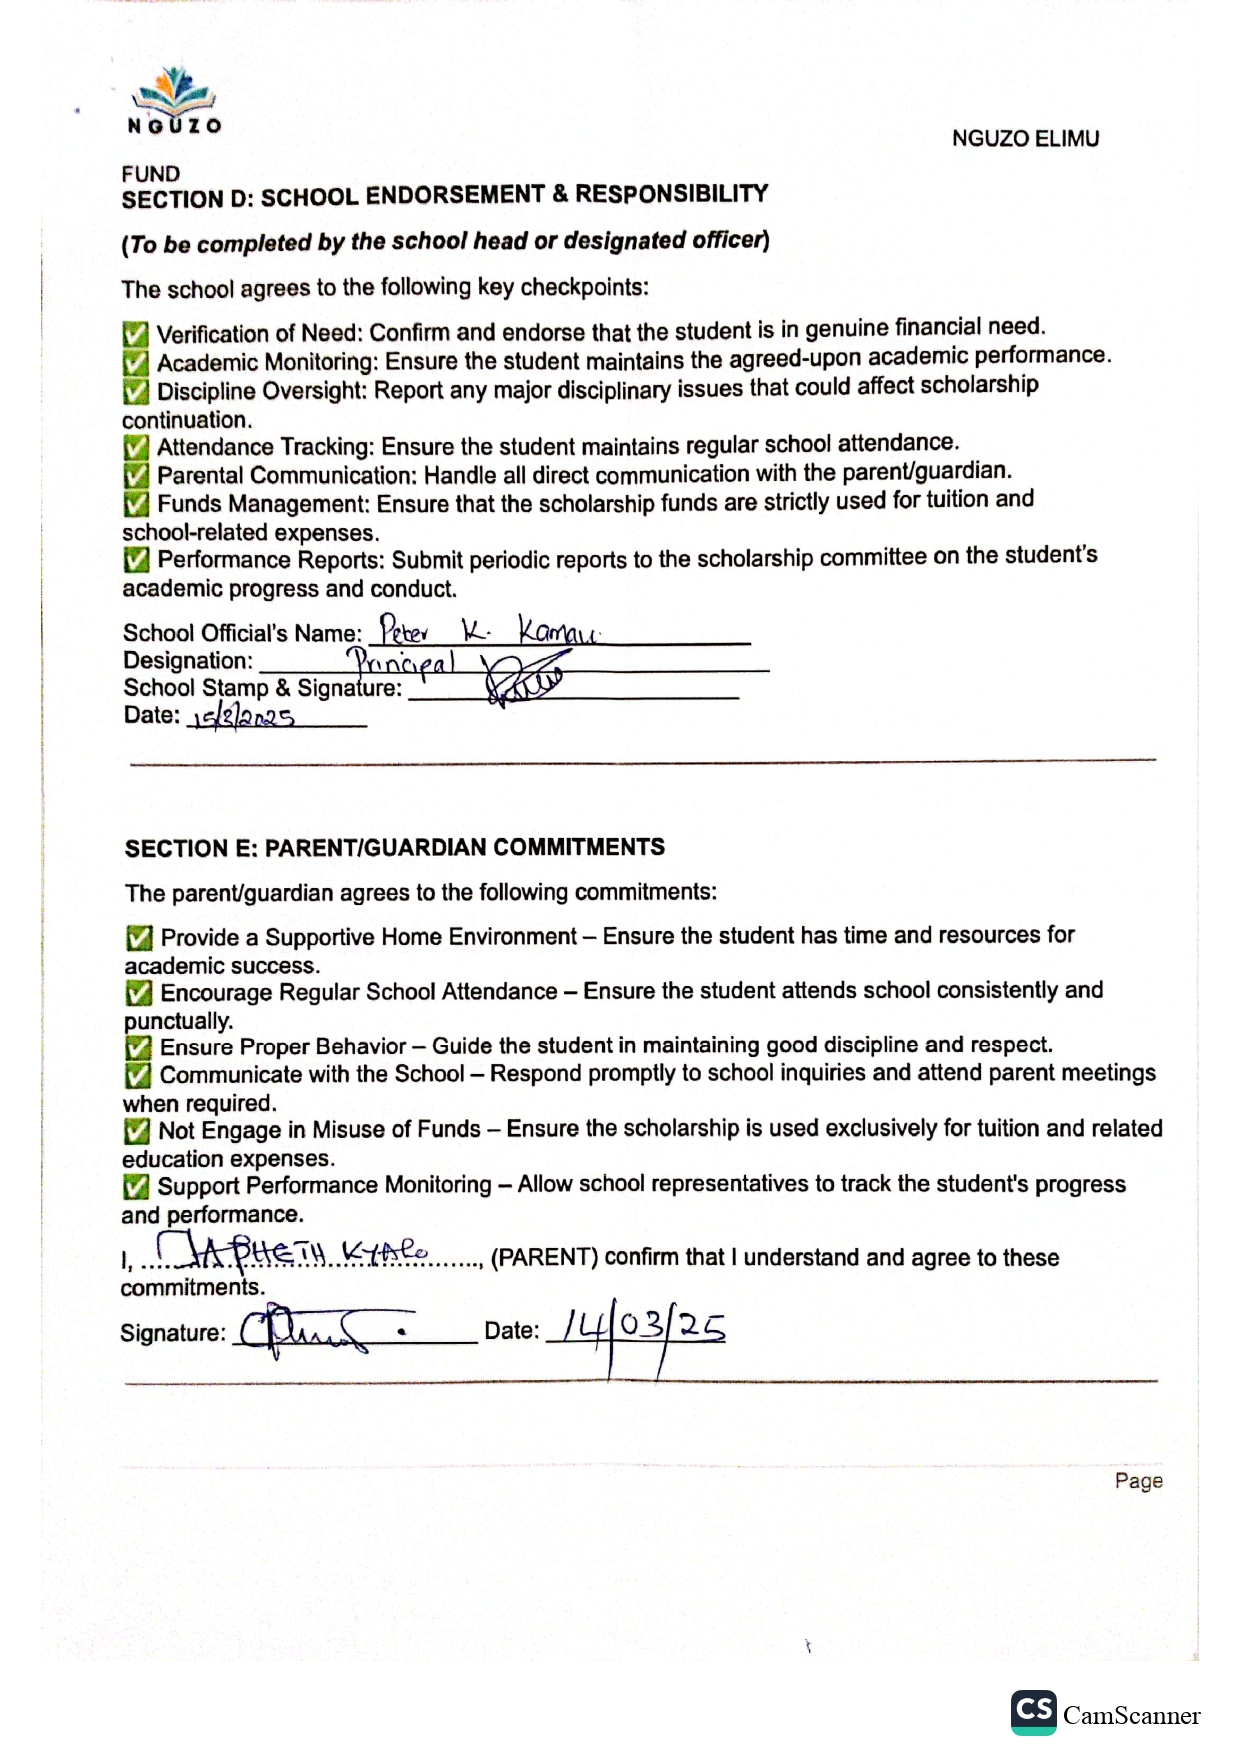 NGUZO
NGUZO ELIMU
FUND
SECTION D: SCHOOL ENDORSEMENT & RESPONSIBILITY
(To be completed by the school head or designated officer)
The school agrees to the following key checkpoints:
✅ Verification of Need: Confirm and endorse that the student is in genuine financial need.
✅ Academic Monitoring: Ensure the student maintains the agreed-upon academic performance.
✅ Discipline Oversight: Report any major disciplinary issues that could affect scholarship
continuation.
✅ Attendance Tracking: Ensure the student maintains regular school attendance.
✅ Parental Communication: Handle all direct communication with the parent/guardian.
✅ Funds Management: Ensure that the scholarship funds are strictly used for tuition and
school-related expenses.
✅ Performance Reports: Submit periodic reports to the scholarship committee on the student's
academic progress and conduct.
School Official's Name: Peter K. Kamau
Designation: Principal
School Stamp & Signature:
Date: 15/3/2025
SECTION E: PARENT/GUARDIAN COMMITMENTS
The parent/guardian agrees to the following commitments:
✅ Provide a Supportive Home Environment – Ensure the student has time and resources for
academic success.
✅ Encourage Regular School Attendance – Ensure the student attends school consistently and
punctually.
✅ Ensure Proper Behavior – Guide the student in maintaining good discipline and respect.
✅ Communicate with the School – Respond promptly to school inquiries and attend parent meetings
when required.
✅ Not Engage in Misuse of Funds – Ensure the scholarship is used exclusively for tuition and related
education expenses.
✅ Support Performance Monitoring – Allow school representatives to track the student's progress
and performance.
I, JAPHETH KYALO, (PARENT) confirm that I understand and agree to these
commitments.
Signature: Date: 14/03/25
Page
CS CamScanner